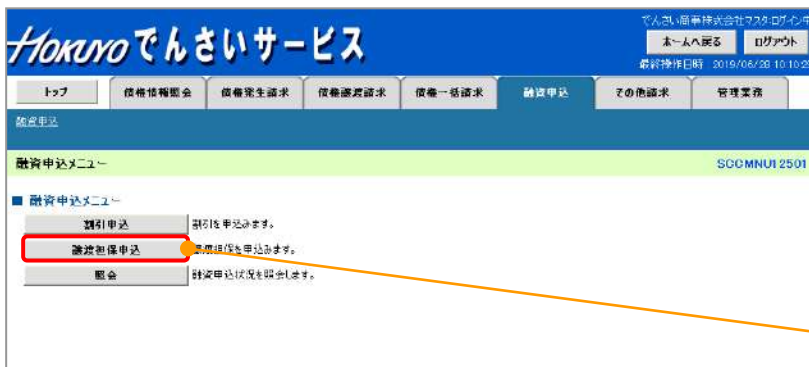 でんさい商事株式会社マスタ:ログイン中
HOKUYOでんさいサービス
ホームへ戻る ログアウト
最終操作日時 2019/06/28 10:10:2
トップ 債権情報照会 債権発生請求 債権譲渡請求 債権一括請求 融資申込 その他請求 管理業務
融資申込
融資申込メニュー SCCMNU12501
■ 融資申込メニュー
割引申込 割引を申込みます。
譲渡担保申込 渡担保を申込みます。
照会 融資申込状況を照会します。